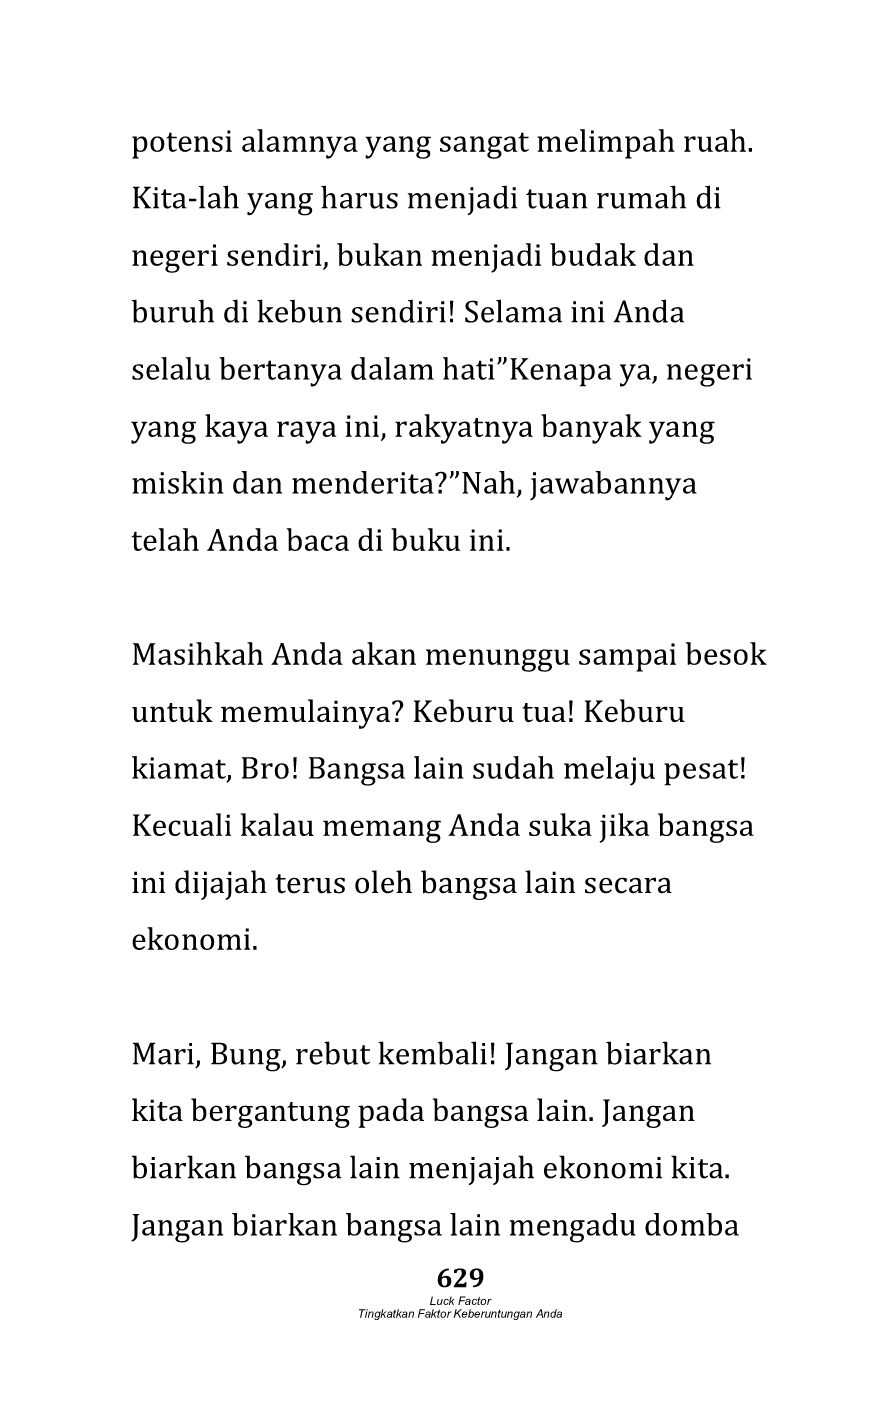 potensi alamnya yang sangat melimpah ruah.
Kita-lah yang harus menjadi tuan rumah di
negeri sendiri, bukan menjadi budak dan
buruh di kebun sendiri! Selama ini Anda
selalu bertanya dalam hati”Kenapa ya, negeri
yang kaya raya ini, rakyatnya banyak yang
miskin dan menderita?”Nah, jawabannya
telah Anda baca di buku ini.
Masihkah Anda akan menunggu sampai besok
untuk memulainya? Keburu tua! Keburu
kiamat, Bro! Bangsa lain sudah melaju pesat!
Kecuali kalau memang Anda suka jika bangsa
ini dijajah terus oleh bangsa lain secara
ekonomi.
Mari, Bung, rebut kembali! Jangan biarkan
kita bergantung pada bangsa lain. Jangan
biarkan bangsa lain menjajah ekonomi kita.
Jangan biarkan bangsa lain mengadu domba
629
Luck Factor
Tingkatkan Faktor Keberuntungan Anda